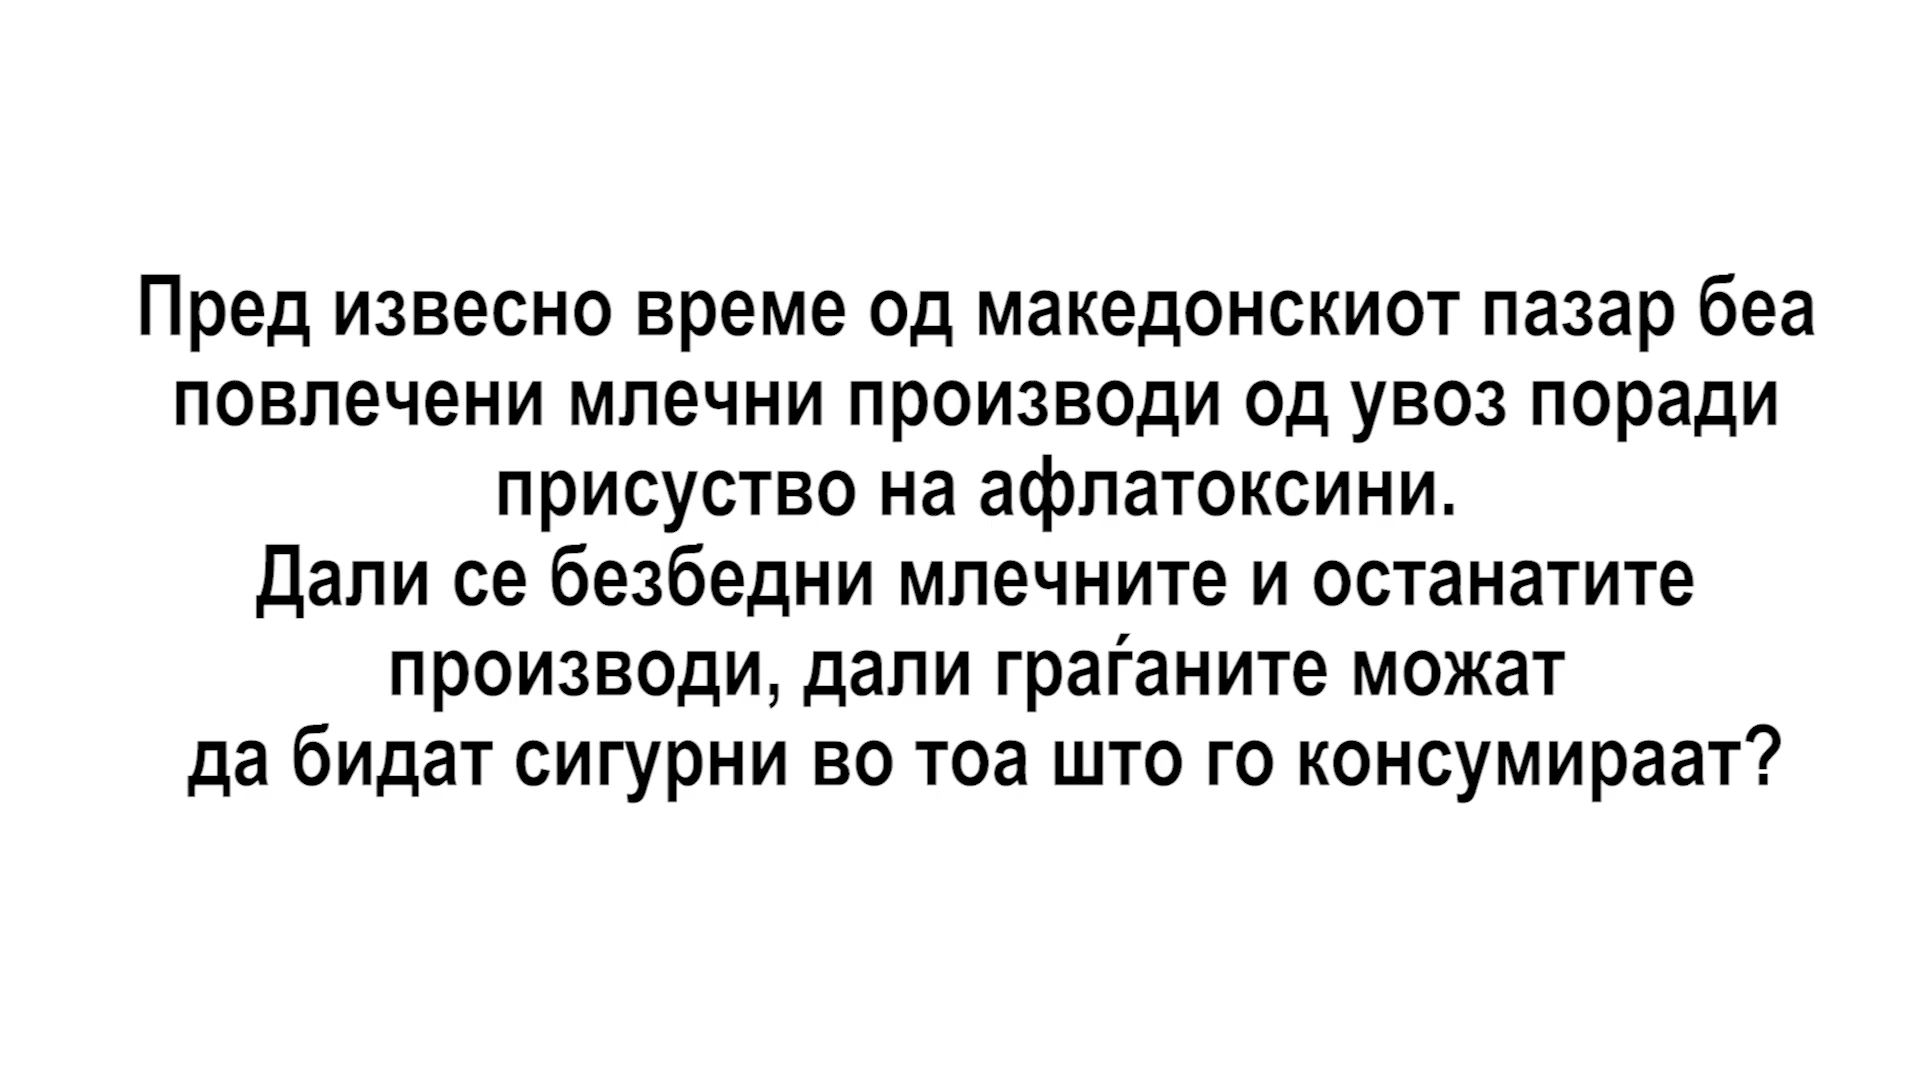 Пред извесно време од македонскиот пазар беа
повлечени млечни производи од увоз поради
присуство на афлатоксини.
Дали се безбедни млечните и останатите
производи, дали граѓаните можат
да бидат сигурни во тоа што го консумираат?